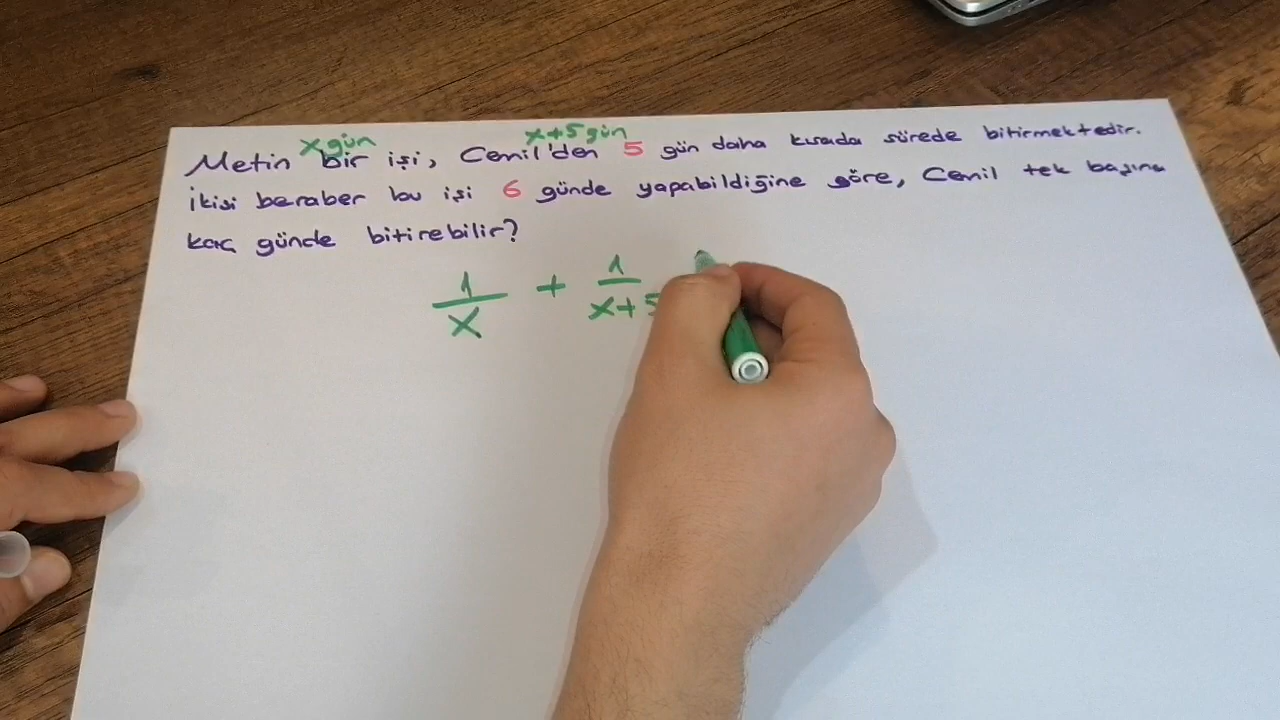 x gün x+5 gün
Metin bir işi, Cemil'den 5 gün daha kısada sürede bitirmektedir.
İkisi beraber bu işi 6 günde yapabildiğine göre, Cemil tek başına
kaç günde bitirebilir?
1/x + 1/x+5